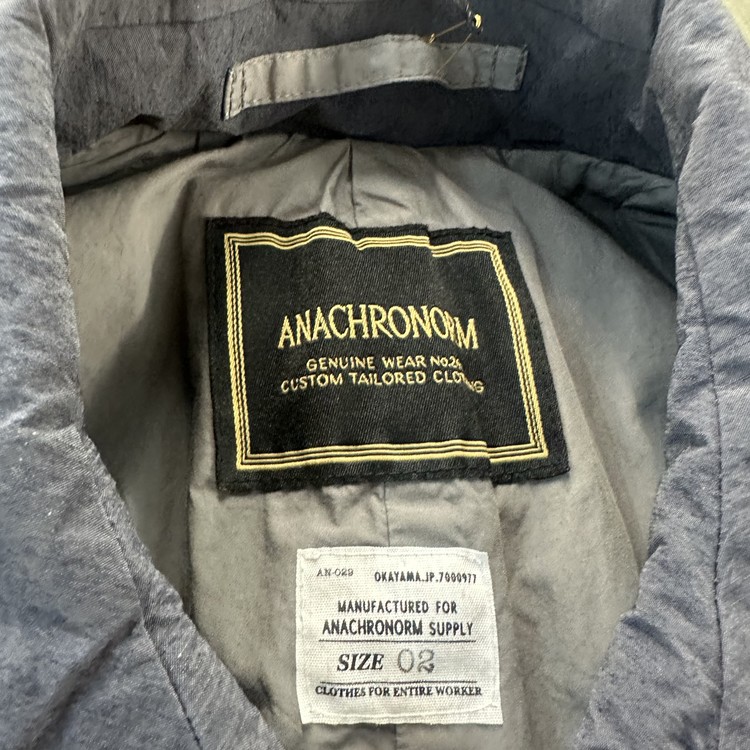 ANACHRONORM
GENUINE WEAR
CUSTOM TAILORED CLOTHING
AN-029 OKAYAMA.JP.7000977
MANUFACTURED FOR
ANACHRONORM SUPPLY
SIZE 02
CLOTHES FOR ENTIRE WORKER